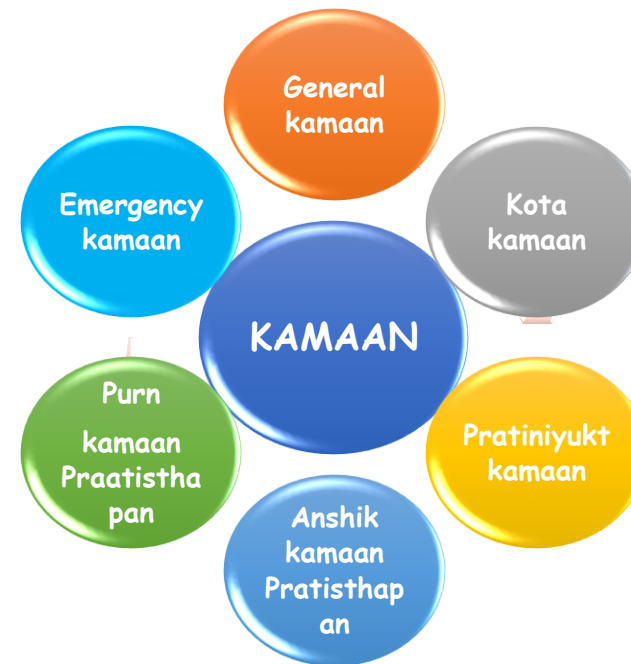 General
kamaan
Emergency
kamaan
Kota
kamaan
KAMAAN
Purn
kamaan
Praatistha
pan
Pratiniyukt
kamaan
Anshik
kamaan
Pratisthap
an